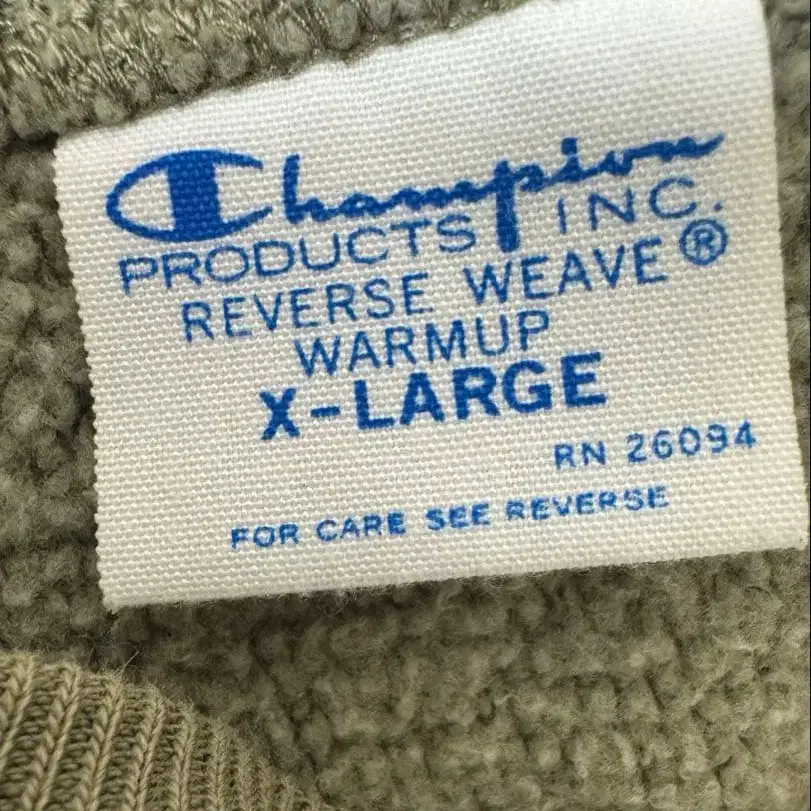 Champion
PRODUCTS INC.
REVERSE WEAVE®
WARMUP
X-LARGE
RN 26094
FOR CARE SEE REVERSE